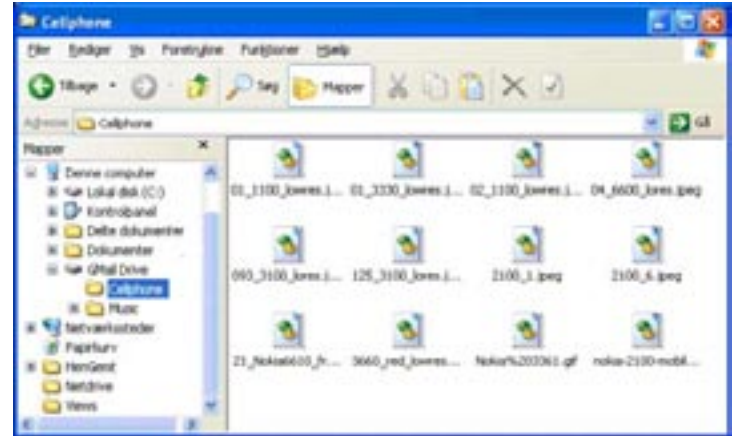 Cellphone
Filer Rediger Vis Foretrukne Funktioner Hjælp
Tilbage Søg Mapper
Adresse Cellphone Gå
Mapper
Denne computer
Lokal disk (C:)
Kontrolpanel
Delte dokumenter
Dokumenter
GMail Drive
Cellphone
Music
Netværkssteder
Papirkurv
HenGemt
Netdrive
Views
01_1100_lowres.j... 01_3330_lowres.j... 02_1100_lowres.j... 04_6600_lores.jpeg
093_3100_lores.j... 125_3100_lores.j... 2100_1.jpeg 2100_6.jpeg
21_Nokia6610_fr... 3660_red_lowres.... Nokia%203361.gif nokia-2100-mobil...